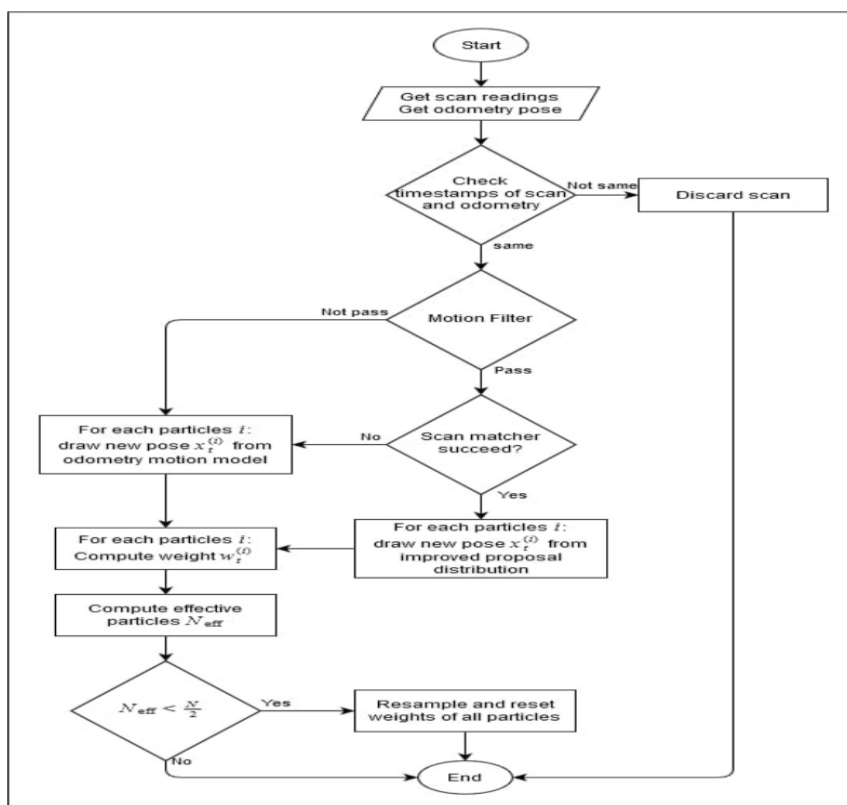 Start
Get scan readings
Get odometry pose
Check
timestamps of scan
and odometry
Not same
Discard scan
same
Not pass
Motion Filter
Pass
For each particles i:
draw new pose x_t^(i) from
odometry motion model
No
Scan matcher
succeed?
Yes
For each particles i:
Compute weight w_t^(i)
For each particles i:
draw new pose x_t^(i) from
improved proposal
distribution
Compute effective
particles N_eff
N_eff < N/2
Yes
Resample and reset
weights of all particles
No
End